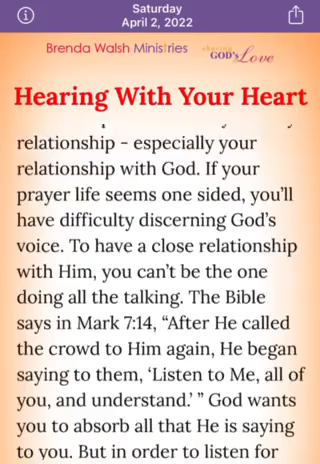 Saturday
April 2, 2022
Brenda Walsh Ministries
sharing
GOD'S Love
Hearing With Your Heart
relationship - especially your
relationship with God. If your
prayer life seems one sided, you’ll
have difficulty discerning God’s
voice. To have a close relationship
with Him, you can’t be the one
doing all the talking. The Bible
says in Mark 7:14, “After He called
the crowd to Him again, He began
saying to them, ‘Listen to Me, all of
you, and understand.’ ” God wants
you to absorb all that He is saying
to you. But in order to listen for